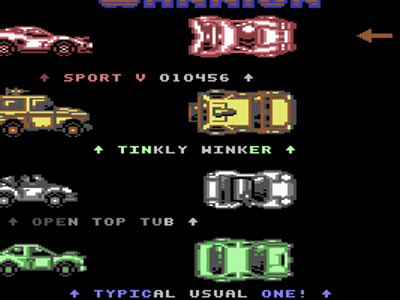 ↑ SPORT V 010456 ↑
↑ TINKLY WINKER ↑
↑ OPEN TOP TUB ↑
↑ TYPICAL USUAL ONE! ↑